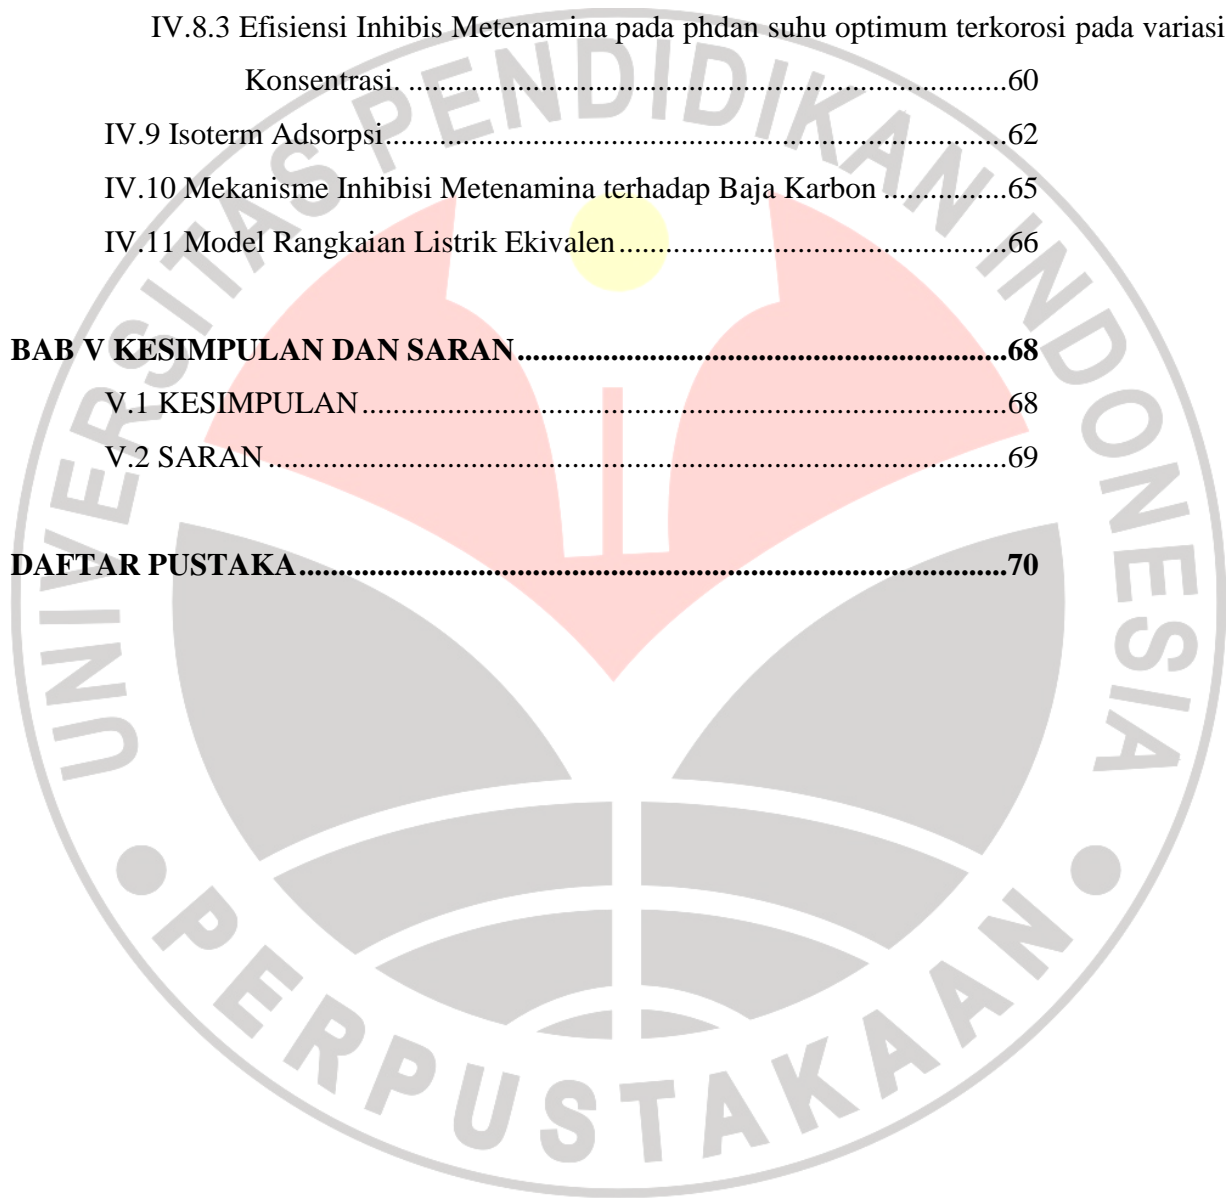 IV.8.3 Efisiensi Inhibis Metenamina pada phdan suhu optimum terkorosi pada variasi
Konsentrasi. ............................................................................60
IV.9 Isoterm Adsorpsi...............................................................................62
IV.10 Mekanisme Inhibisi Metenamina terhadap Baja Karbon ...............65
IV.11 Model Rangkaian Listrik Ekivalen.................................................66
BAB V KESIMPULAN DAN SARAN.............................................................68
V.1 KESIMPULAN.................................................................................68
V.2 SARAN.............................................................................................69
DAFTAR PUSTAKA........................................................................................70
UNIVERSITAS PENDIDIKAN INDONESIA
PERPUSTAKAAN